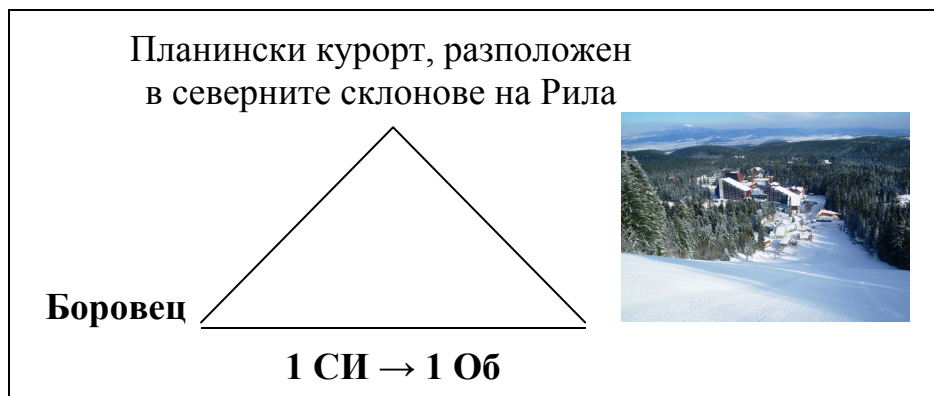 Планински курорт, разположен
в северните склонове на Рила
Боровец
1 СИ → 1 Об